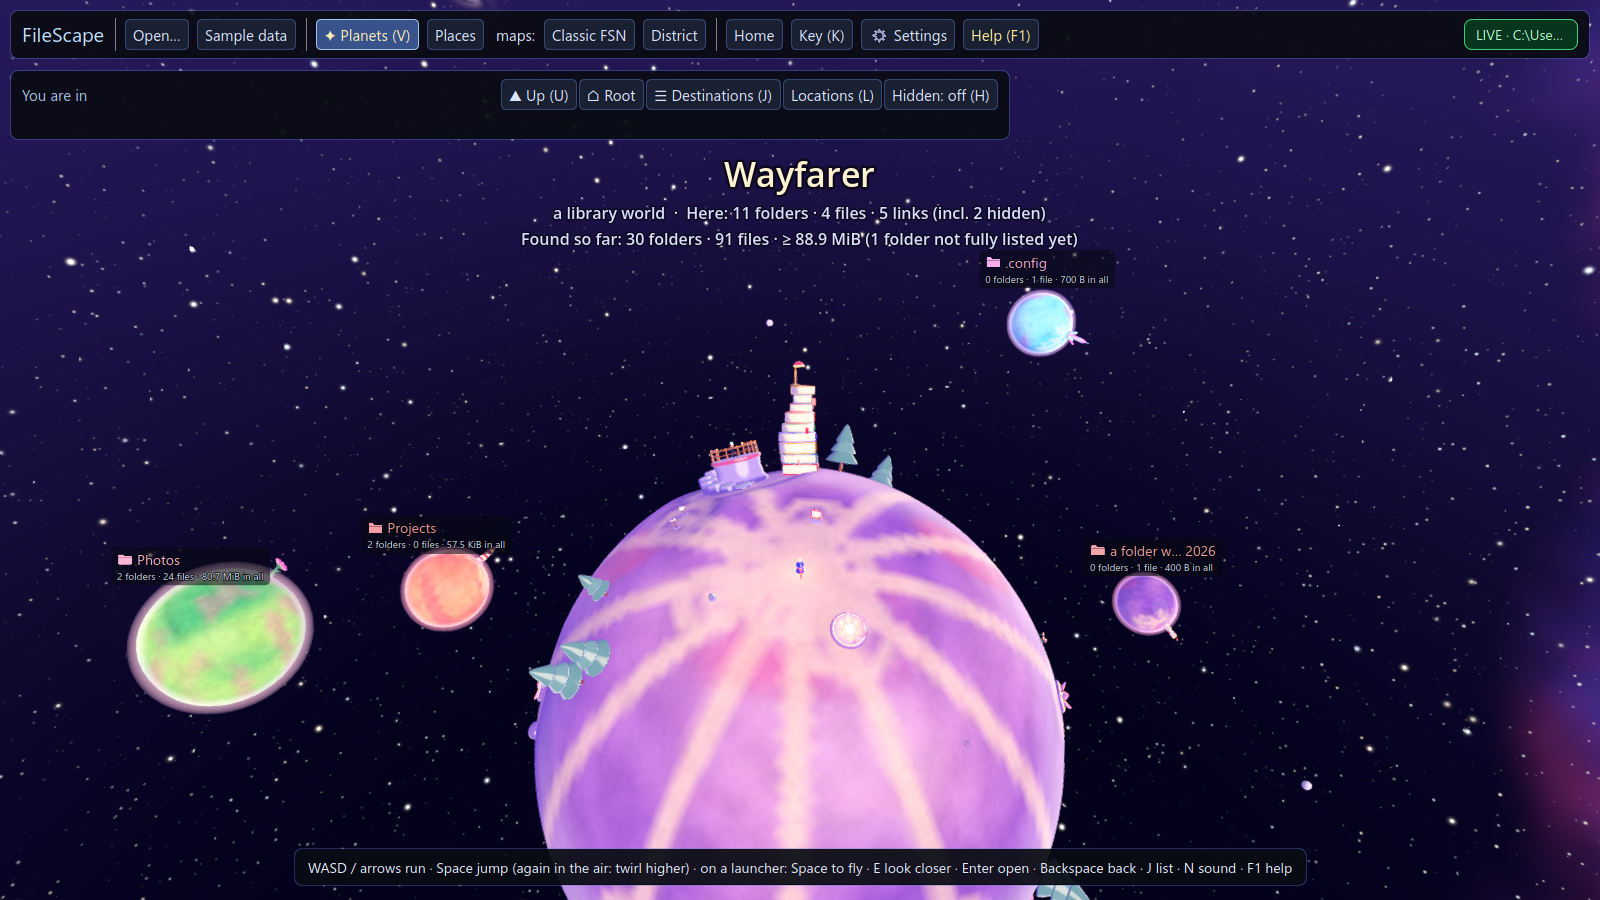 FileScape Open... Sample data ✦ Planets (V) Places maps: Classic FSN District Home Key (K) Settings Help (F1) LIVE · C:\Use...
You are in ▲ Up (U) Root ☰ Destinations (J) Locations (L) Hidden: off (H)
Wayfarer
a library world · Here: 11 folders · 4 files · 5 links (incl. 2 hidden)
Found so far: 30 folders · 91 files · ≥ 88.9 MiB (1 folder not fully listed yet)
.config
0 folders · 1 file · 700 B in all
Projects
2 folders · 0 files · 57.5 KiB in all
Photos
2 folders · 24 files · 80.7 MiB in all
a folder w... 2026
0 folders · 1 file · 400 B in all
WASD / arrows run · Space jump (again in the air: twirl higher) · on a launcher: Space to fly · E look closer · Enter open · Backspace back · J list · N sound · F1 help